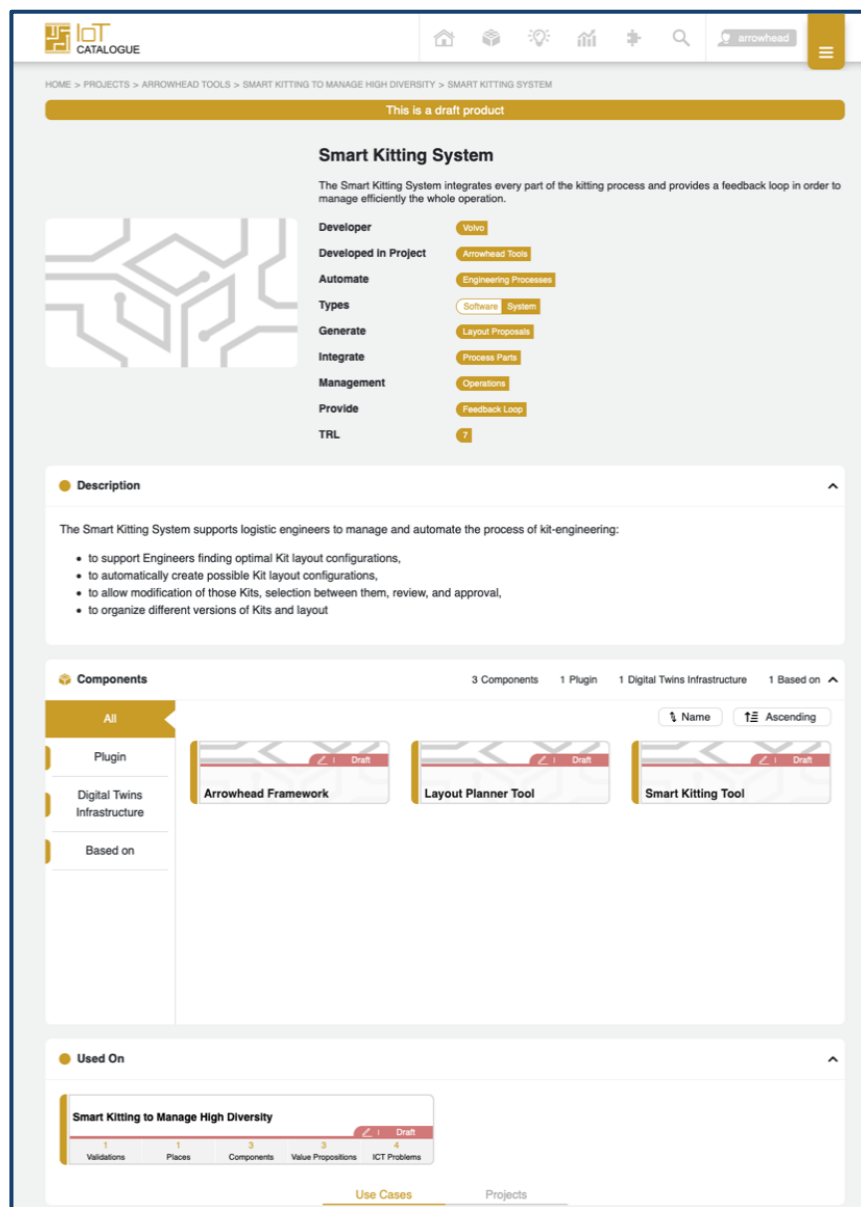 IoT
CATALOGUE
arrowhead
HOME > PROJECTS > ARROWHEAD TOOLS > SMART KITTING TO MANAGE HIGH DIVERSITY > SMART KITTING SYSTEM
This is a draft product
Smart Kitting System
The Smart Kitting System integrates every part of the kitting process and provides a feedback loop in order to
manage efficiently the whole operation.
Developer Volvo
Developed in Project Arrowhead Tools
Automate Engineering Processes
Types Software System
Generate Layout Proposals
Integrate Process Parts
Management Operations
Provide Feedback Loop
TRL 7
Description
The Smart Kitting System supports logistic engineers to manage and automate the process of kit-engineering:
• to support Engineers finding optimal Kit layout configurations,
• to automatically create possible Kit layout configurations,
• to allow modification of those Kits, selection between them, review, and approval,
• to organize different versions of Kits and layout
Components 3 Components 1 Plugin 1 Digital Twins Infrastructure 1 Based on
All
Name Ascending
Plugin
Digital Twins
Infrastructure
Based on
Draft Draft Draft
Arrowhead Framework Layout Planner Tool Smart Kitting Tool
Used On
Smart Kitting to Manage High Diversity
Draft
1 1 3 3 4
Validations Places Components Value Propositions ICT Problems
Use Cases Projects